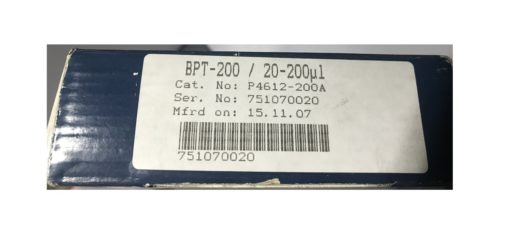 BPT-200 / 20-200µl
Cat. No: P4612-200A
Ser. No: 751070020
Mfrd on: 15.11.07
751070020